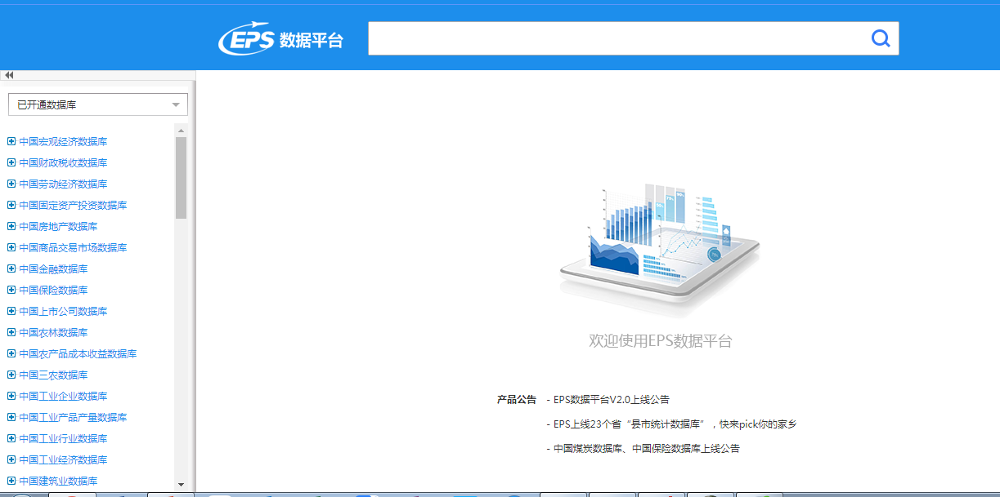 EPS 数据平台
已开通数据库
中国宏观经济数据库
中国财政税收数据库
中国劳动经济数据库
中国固定资产投资数据库
中国房地产数据库
中国商品交易市场数据库
中国金融数据库
中国保险数据库
中国上市公司数据库
中国农林数据库
中国农产品成本收益数据库
中国三农数据库
中国工业企业数据库
中国工业产品产量数据库
中国工业行业数据库
中国工业经济数据库
中国建筑业数据库
欢迎使用EPS数据平台
产品公告 - EPS数据平台V2.0上线公告
- EPS上线23个省“县市统计数据库”，快来pick你的家乡
- 中国煤炭数据库、中国保险数据库上线公告